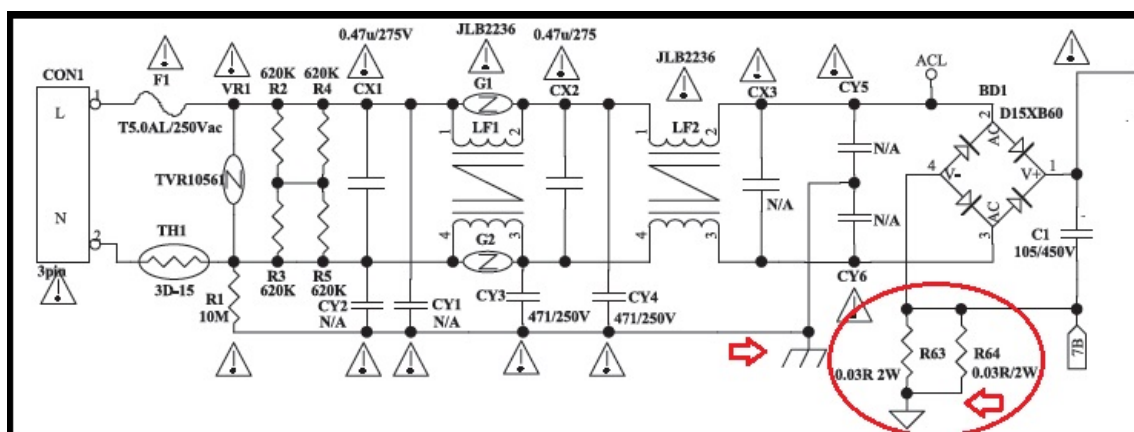 0.47u/275V
JLB2236
0.47u/275
JLB2236
CON1
F1
VR1
620K
620K
R2
R4
CX1
G1
CX2
CX3
CY5
ACL
BD1
D15XB60
1
L
T5.0AL/250Vac
1
2
LF1
1
2
LF2
N/A
2
AC
TVR10561
4
V-
V+
1
N/A
N/A
N
2
TH1
4
3
G2
4
3
AC
3
C1
105/450V
3pin
3D-15
R3
620K
R5
620K
R1
10M
CY2
N/A
CY1
N/A
CY3
471/250V
CY4
471/250V
CY6
R63
R64
0.03R 2W
0.03R/2W
7B